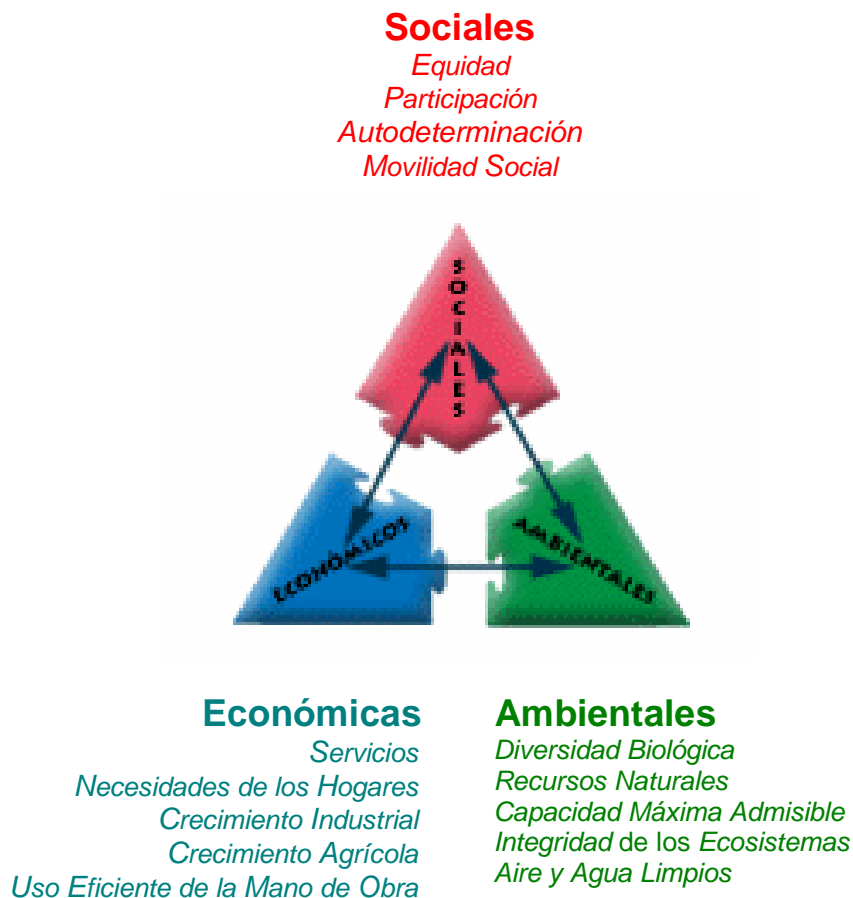 Sociales
Equidad
Participación
Autodeterminación
Movilidad Social
SOCIALES
ECONÓMICOS
AMBIENTALES
Económicas
Servicios
Necesidades de los Hogares
Crecimiento Industrial
Crecimiento Agrícola
Uso Eficiente de la Mano de Obra
Ambientales
Diversidad Biológica
Recursos Naturales
Capacidad Máxima Admisible
Integridad de los Ecosistemas
Aire y Agua Limpios